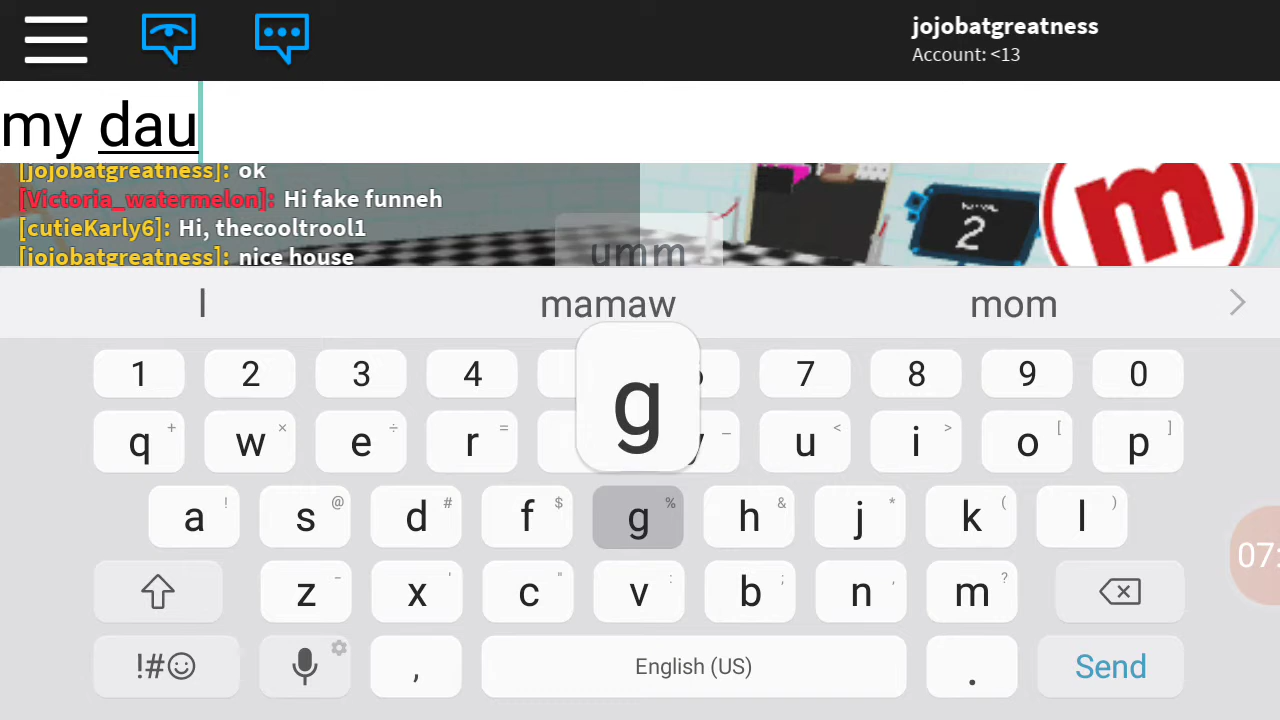 jojobatgreatness
Account: <13
my dau
[jojobatgreatness]: ok
[Victoria_watermelon]: Hi fake funneh
[cutieKarly6]: Hi, thecooltrool1
[jojobatgreatness]: nice house
umm
2
m
l mamaw mom
1 2 3 4 7 8 9 0
g
q + w × e ÷ r = y – u < i > o [ p ]
a ! s @ d # f $ g % h & j * k ( l )
z - x ' c " v : b ; n , m ?
!#☺ , English (US) . Send
07: